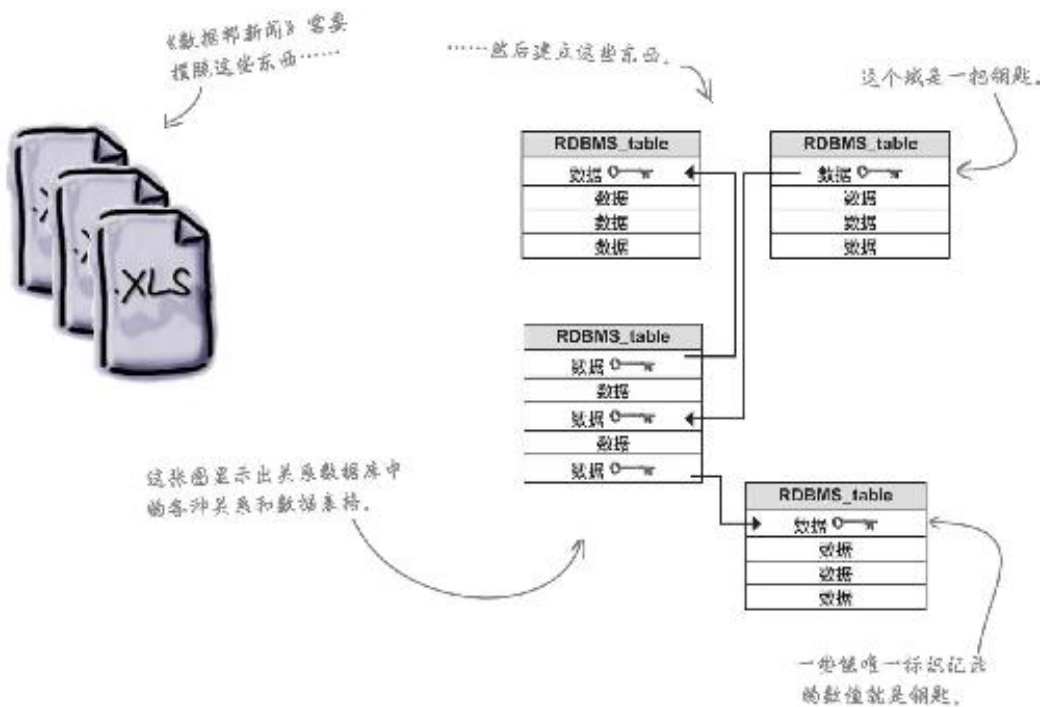 《数据邦新闻》需要
摆脱这些东西……
……然后建立这些东西。
这个域是一把钥匙。
RDBMS_table
数据
数据
数据
数据
RDBMS_table
数据
数据
数据
数据
.XLS
RDBMS_table
数据
数据
数据
数据
数据
这张图显示出关系数据库中
的各种关系和数据表格。
RDBMS_table
数据
数据
数据
数据
一些能唯一标识记录
的数值就是钥匙。